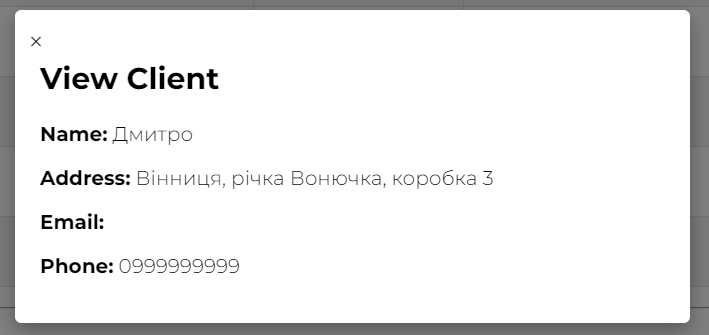 ×
View Client
Name: Дмитро
Address: Вінниця, річка Вонючка, коробка 3
Email:
Phone: 0999999999